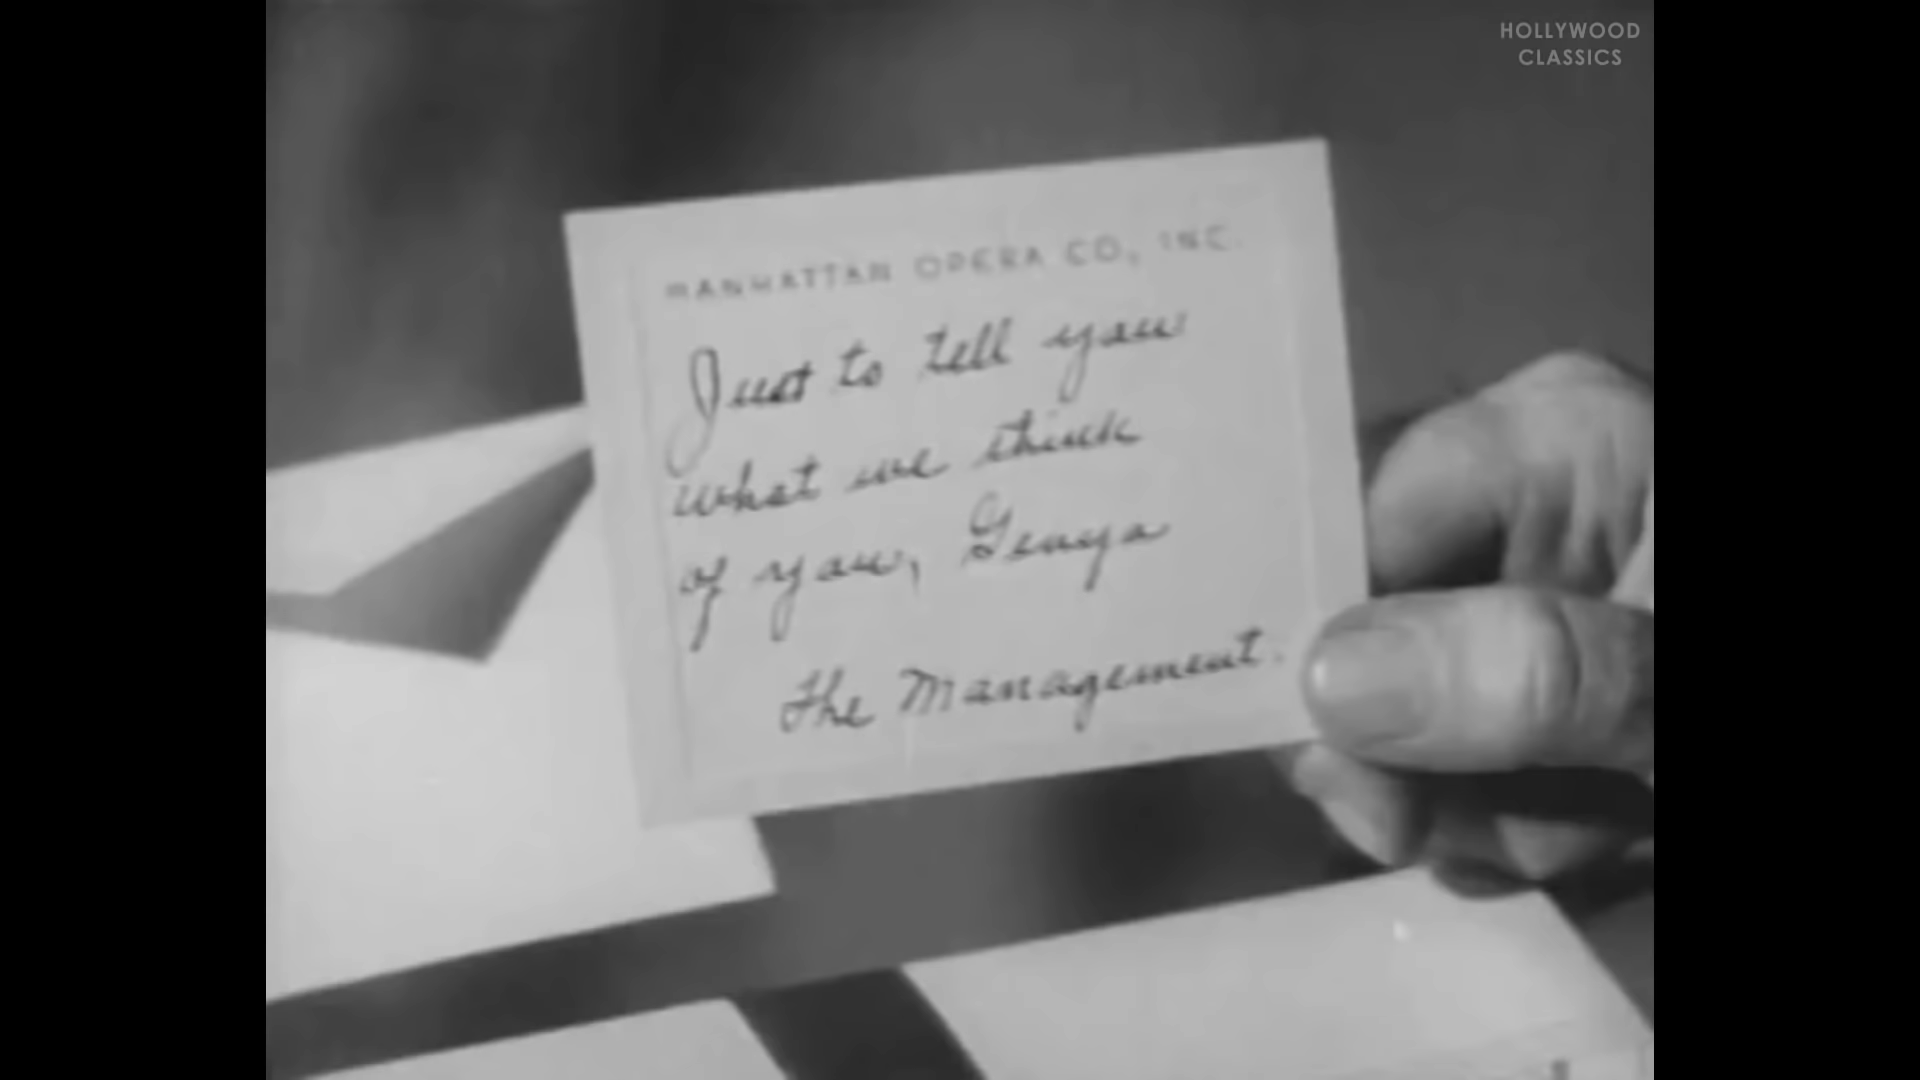 HOLLYWOOD
CLASSICS
MANHATTAN OPERA CO., INC.
Just to tell you
what we think
of you, Genya
The Management.